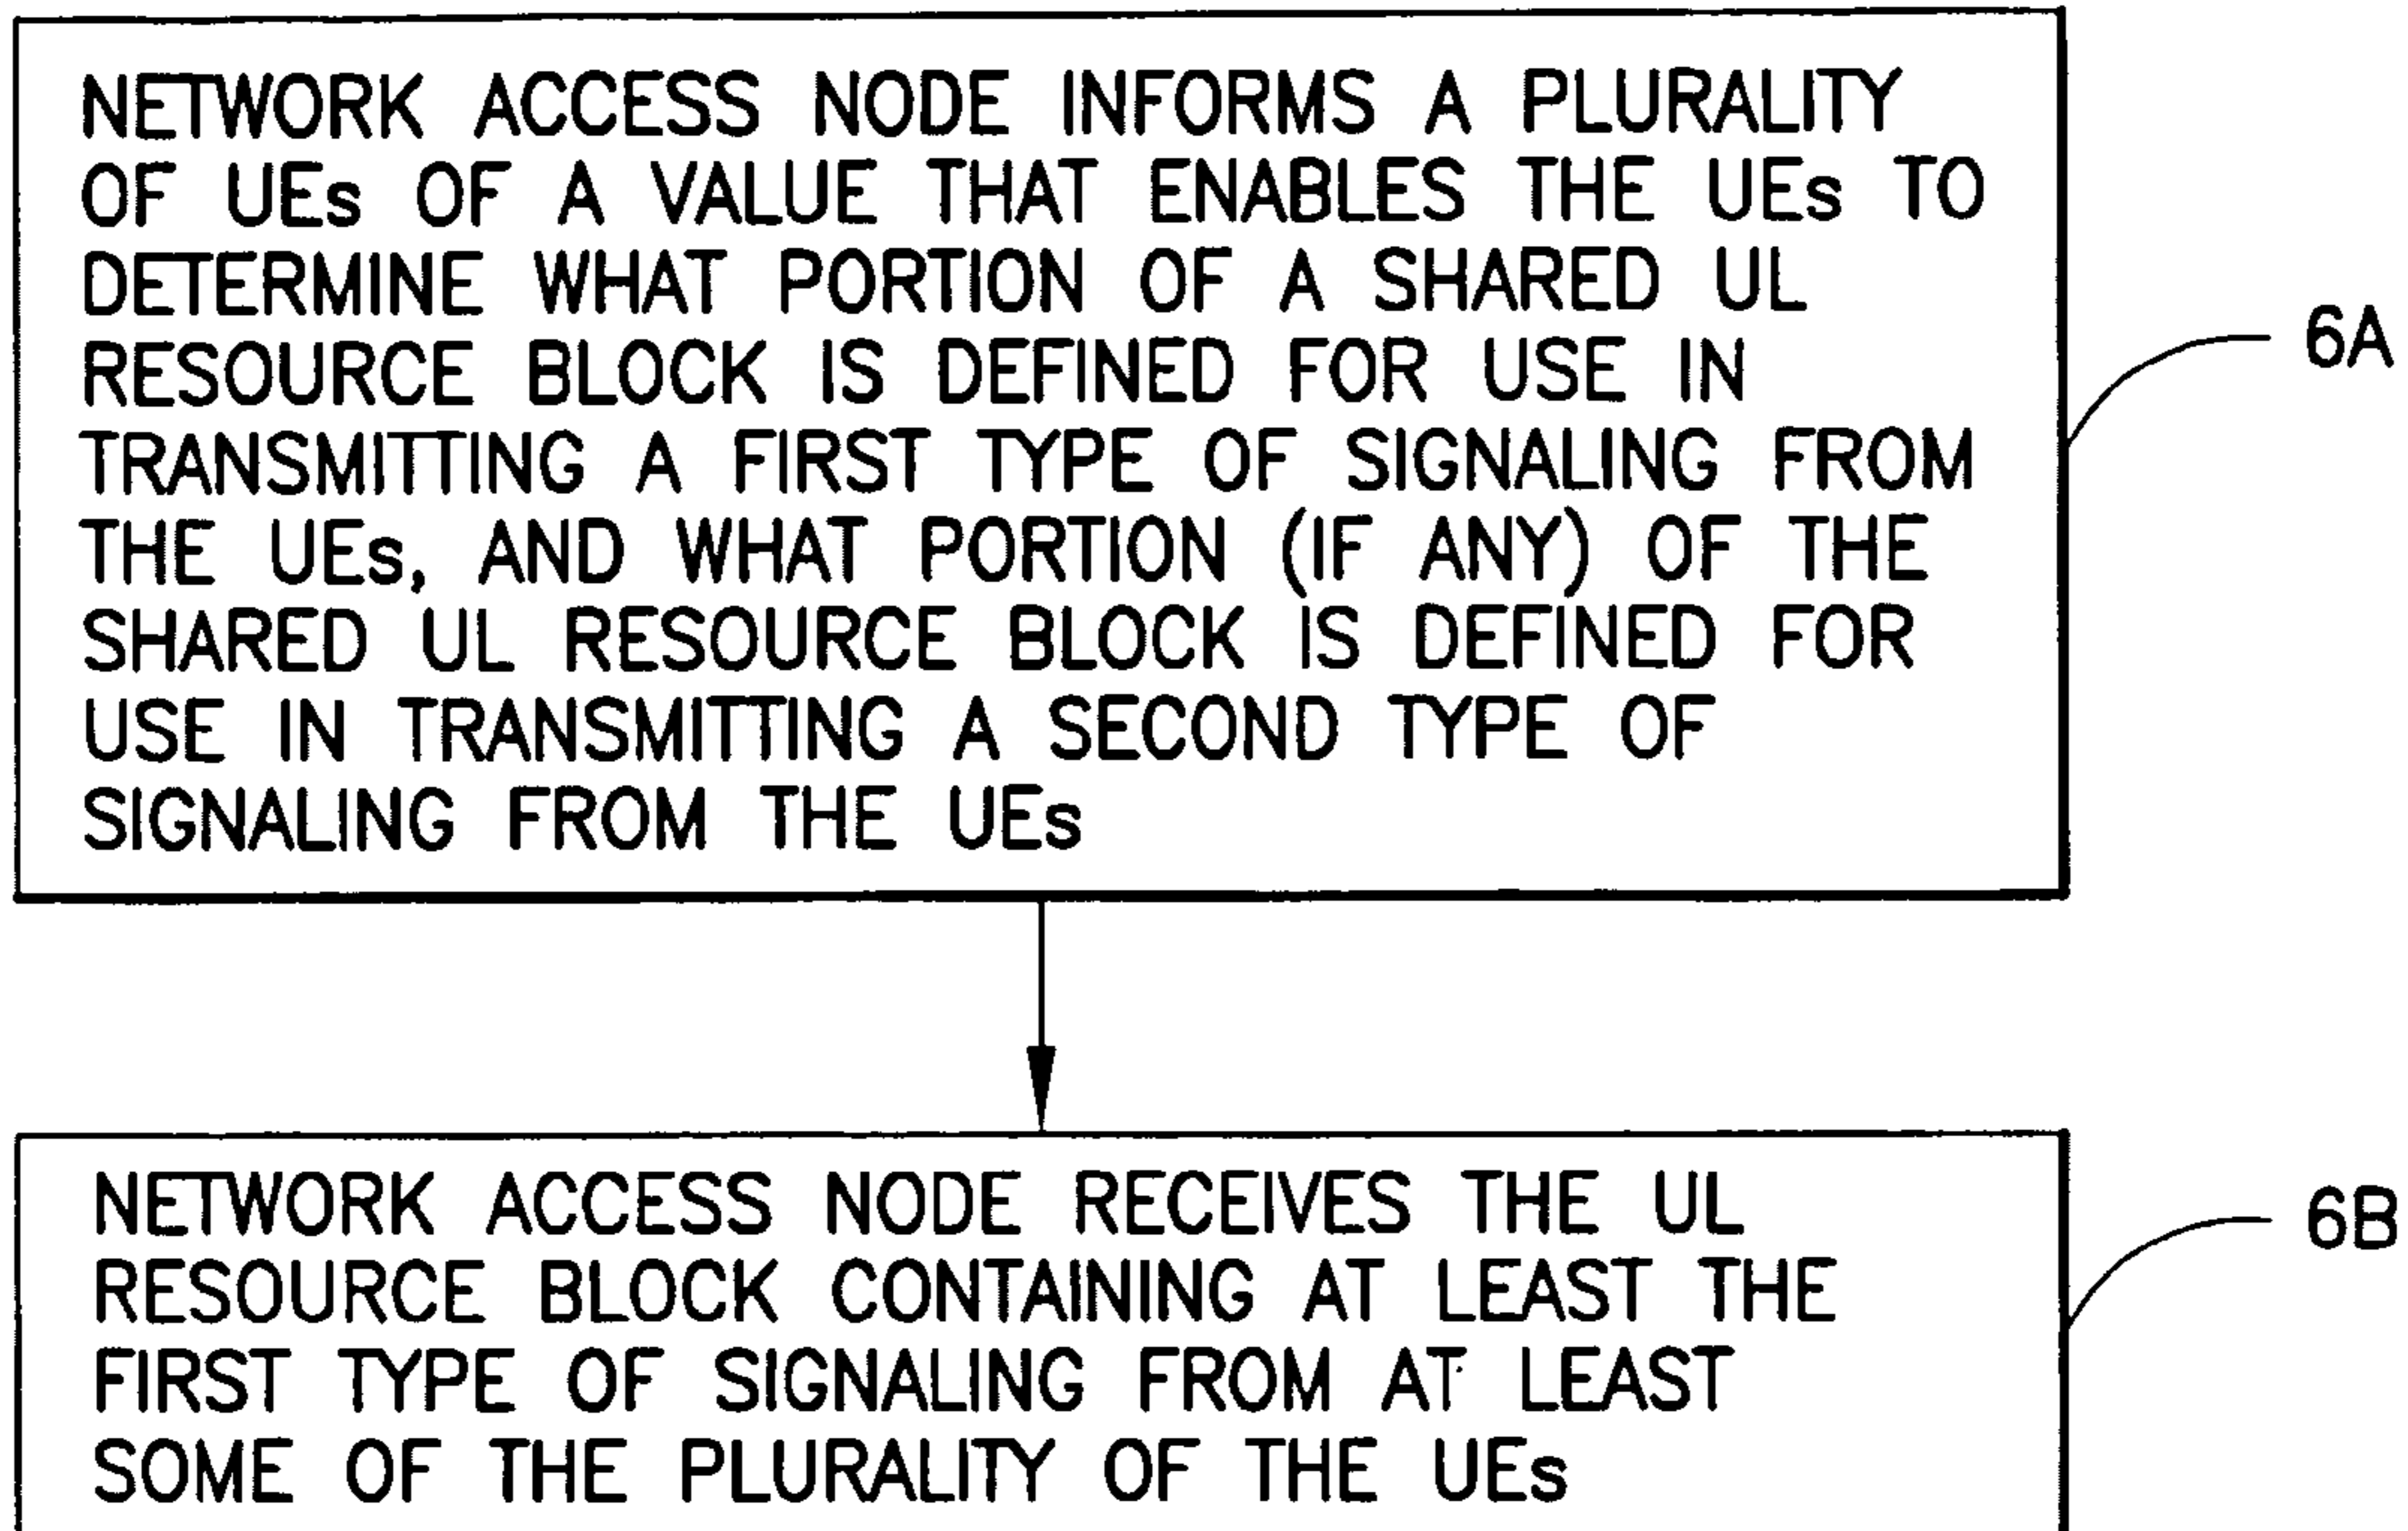 NETWORK ACCESS NODE INFORMS A PLURALITY
OF UEs OF A VALUE THAT ENABLES THE UEs TO
DETERMINE WHAT PORTION OF A SHARED UL
RESOURCE BLOCK IS DEFINED FOR USE IN
TRANSMITTING A FIRST TYPE OF SIGNALING FROM
THE UEs, AND WHAT PORTION (IF ANY) OF THE
SHARED UL RESOURCE BLOCK IS DEFINED FOR
USE IN TRANSMITTING A SECOND TYPE OF
SIGNALING FROM THE UEs
6A
NETWORK ACCESS NODE RECEIVES THE UL
RESOURCE BLOCK CONTAINING AT LEAST THE
FIRST TYPE OF SIGNALING FROM AT LEAST
SOME OF THE PLURALITY OF THE UEs
6B